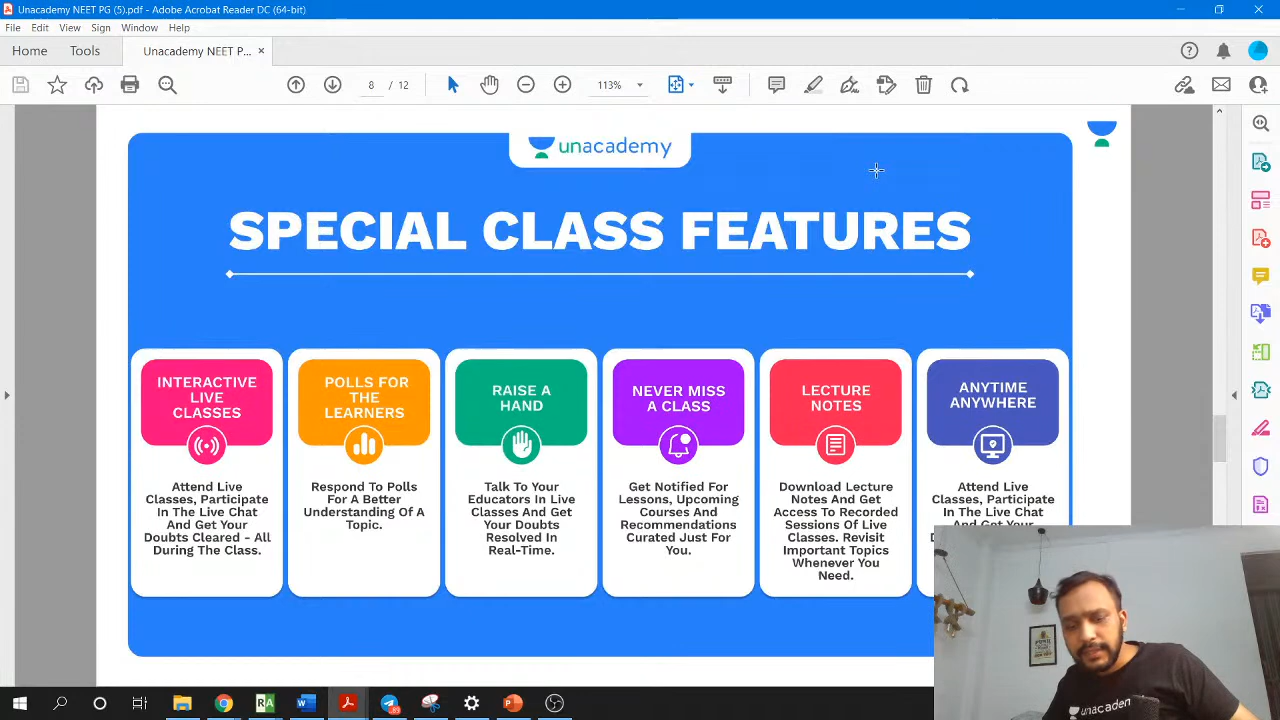 Unacademy NEET PG (5).pdf - Adobe Acrobat Reader DC (64-bit)
File Edit View Sign Window Help
Home Tools Unacademy NEET P... ×
8 / 12 113%
unacademy
SPECIAL CLASS FEATURES
INTERACTIVE
LIVE
CLASSES
Attend Live
Classes, Participate
In The Live Chat
And Get Your
Doubts Cleared - All
During The Class.
POLLS FOR
THE
LEARNERS
Respond To Polls
For A Better
Understanding Of A
Topic.
RAISE A
HAND
Talk To Your
Educators In Live
Classes And Get
Your Doubts
Resolved In
Real-Time.
NEVER MISS
A CLASS
Get Notified For
Lessons, Upcoming
Courses And
Recommendations
Curated Just For
You.
LECTURE
NOTES
Download Lecture
Notes And Get
Access To Recorded
Sessions Of Live
Classes. Revisit
Important Topics
Whenever You
Need.
ANYTIME
ANYWHERE
Attend Live
Classes, Participate
In The Live Chat
And Get Your
RA
89
unacadem